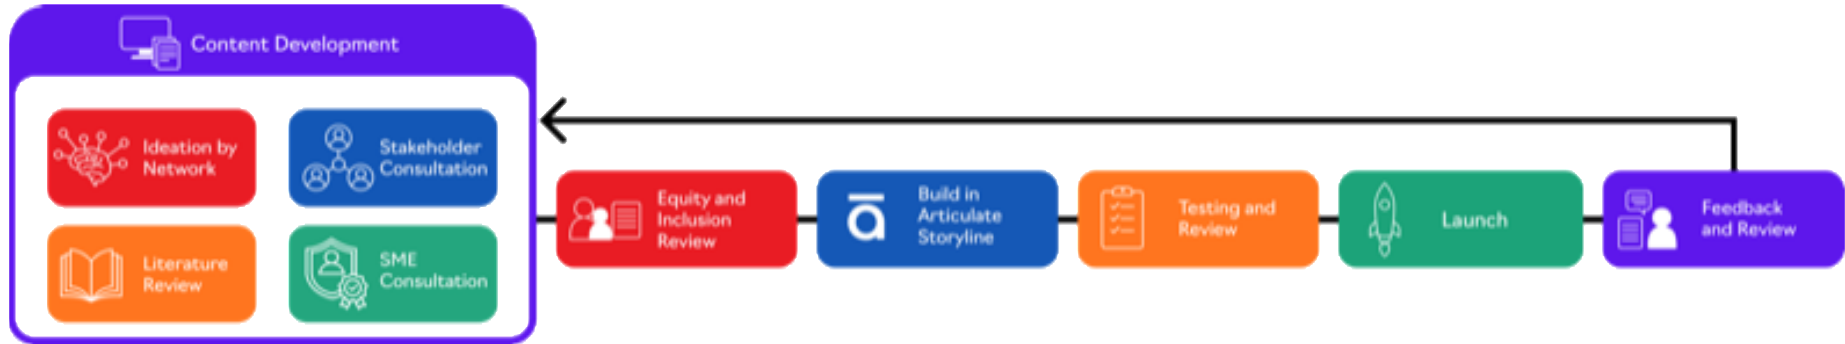 Content Development
Ideation by
Network
Stakeholder
Consultation
Literature
Review
SME
Consultation
Equity and
Inclusion
Review
Build in
Articulate
Storyline
Testing and
Review
Launch
Feedback
and Review